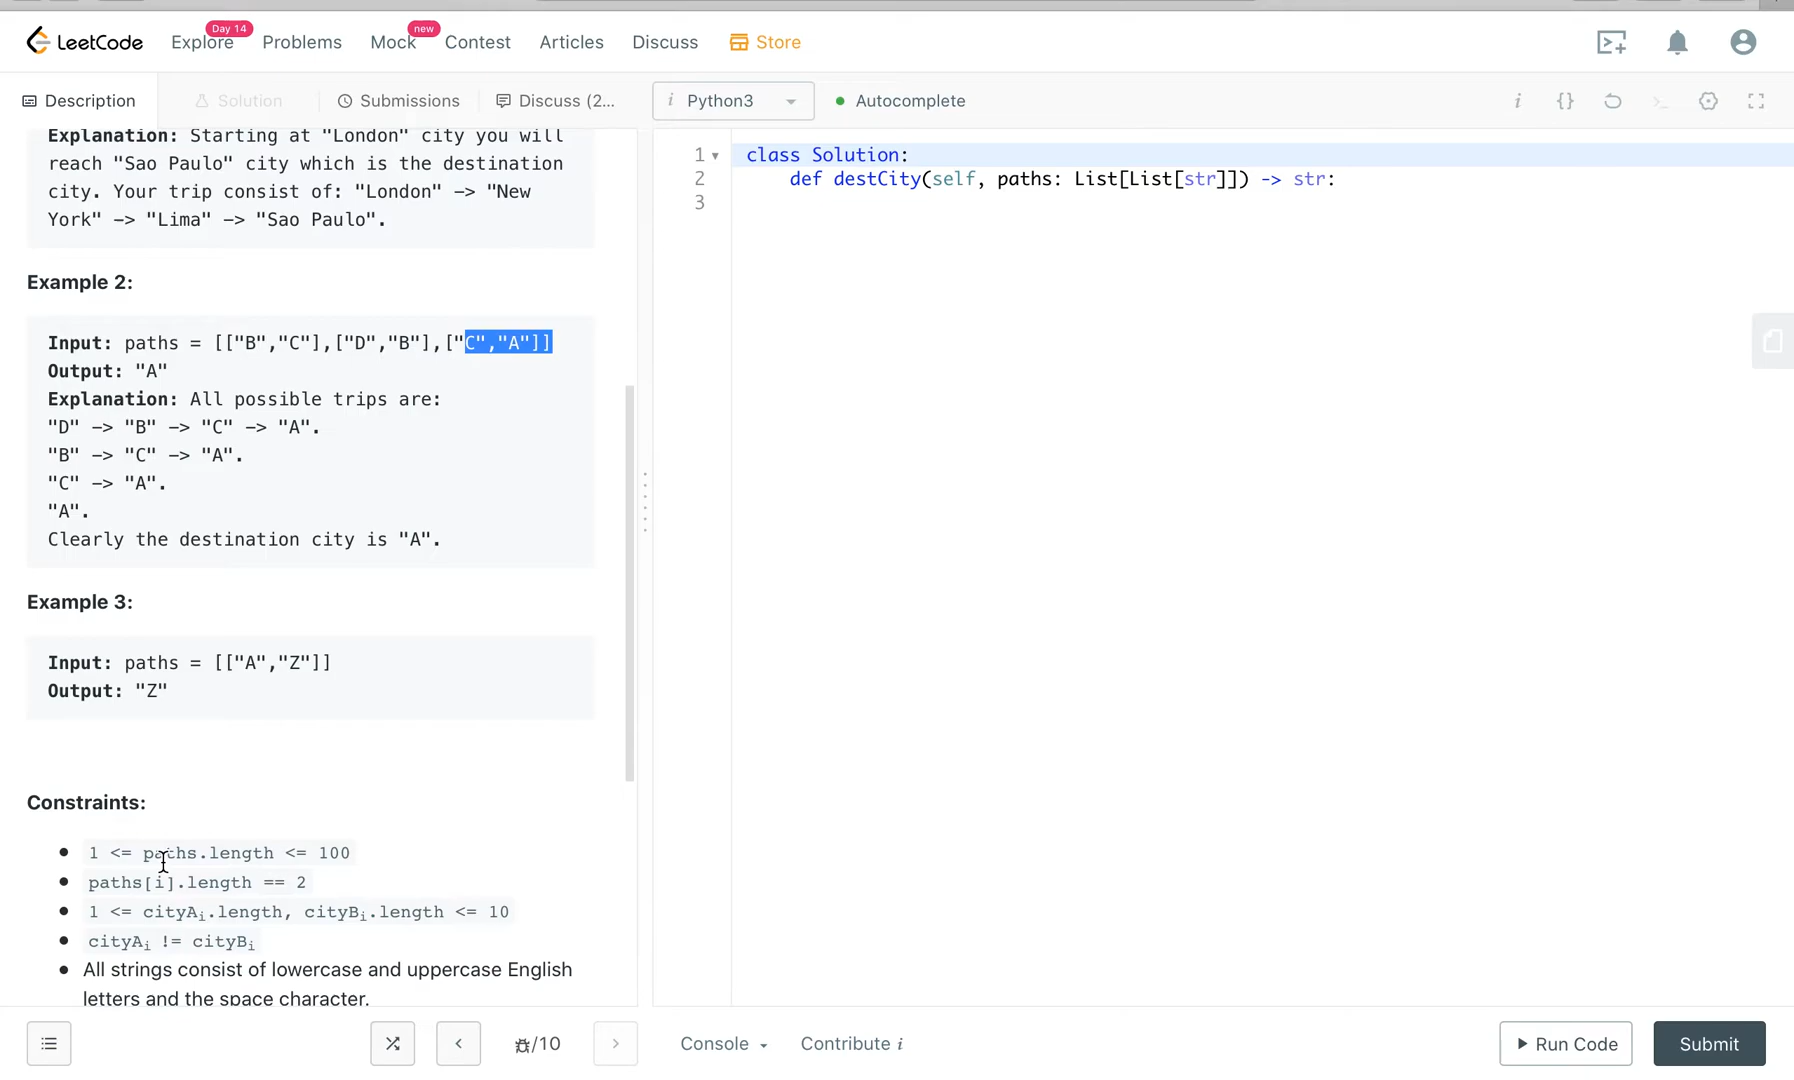 LeetCode
Explore
Day 14
Problems
Mock
new
Contest
Articles
Discuss
Store
Description
Solution
Submissions
Discuss (2...
i Python3
Autocomplete
i {}
Explanation: Starting at "London" city you will
reach "Sao Paulo" city which is the destination
city. Your trip consist of: "London" -> "New
York" -> "Lima" -> "Sao Paulo".
Example 2:
Input: paths = [["B","C"],["D","B"],["C","A"]]
Output: "A"
Explanation: All possible trips are:
"D" -> "B" -> "C" -> "A".
"B" -> "C" -> "A".
"C" -> "A".
"A".
Clearly the destination city is "A".
Example 3:
Input: paths = [["A","Z"]]
Output: "Z"
Constraints:
1 <= paths.length <= 100
paths[i].length == 2
1 <= cityAi.length, cityBi.length <= 10
cityAi != cityBi
All strings consist of lowercase and uppercase English
letters and the space character.
1 class Solution:
2 def destCity(self, paths: List[List[str]]) -> str:
3
/10
Console
Contribute i
Run Code
Submit